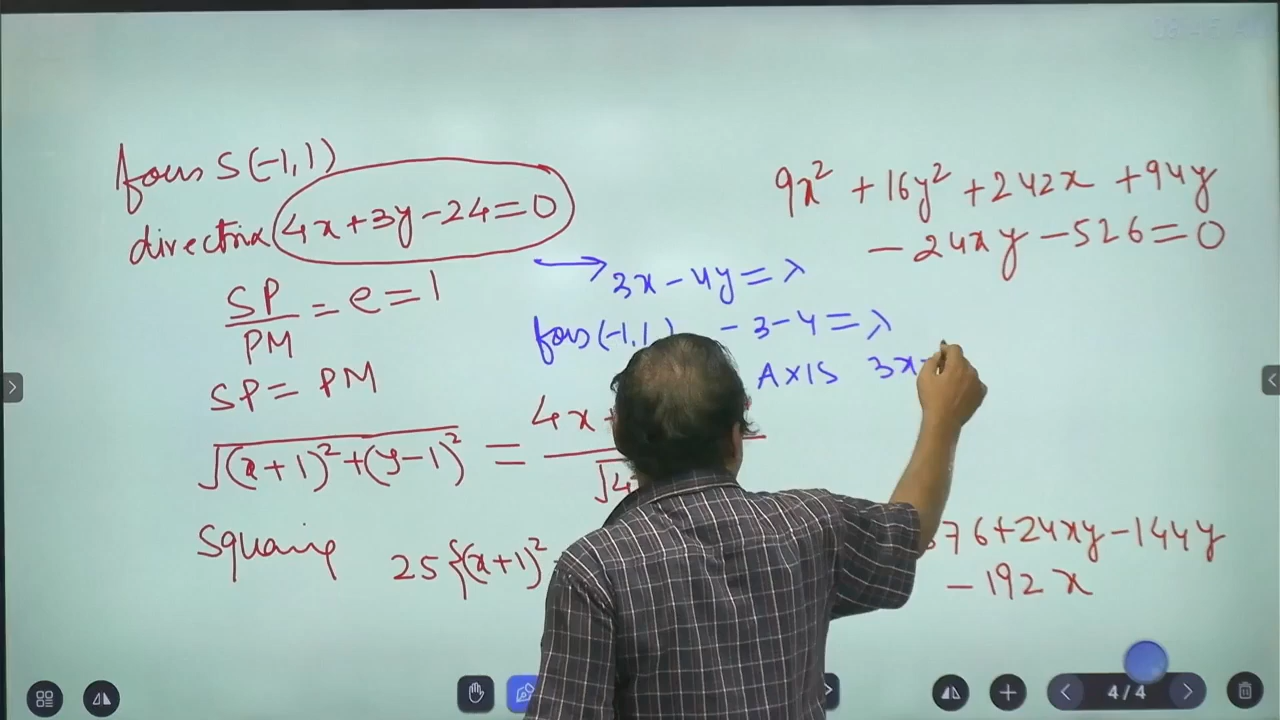 focus S(-1,1)
directrix 4x+3y-24=0
SP/PM = e = 1
SP = PM
√(x+1)²+(y-1)² = 4x+
√4
Squaring 25{(x+1)²
9x² +16y² +242x +94y
-24xy -526=0
→ 3x-4y=λ
focus(-1,1) -3-4=λ
AXIS 3x-
76+24xy-144y
-192x
4/4